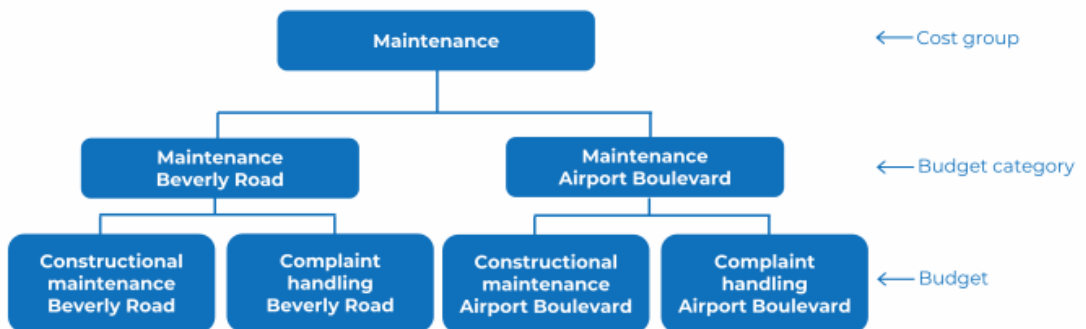 Maintenance
Cost group
Maintenance
Beverly Road
Maintenance
Airport Boulevard
Budget category
Constructional
maintenance
Beverly Road
Complaint
handling
Beverly Road
Constructional
maintenance
Airport Boulevard
Complaint
handling
Airport Boulevard
Budget